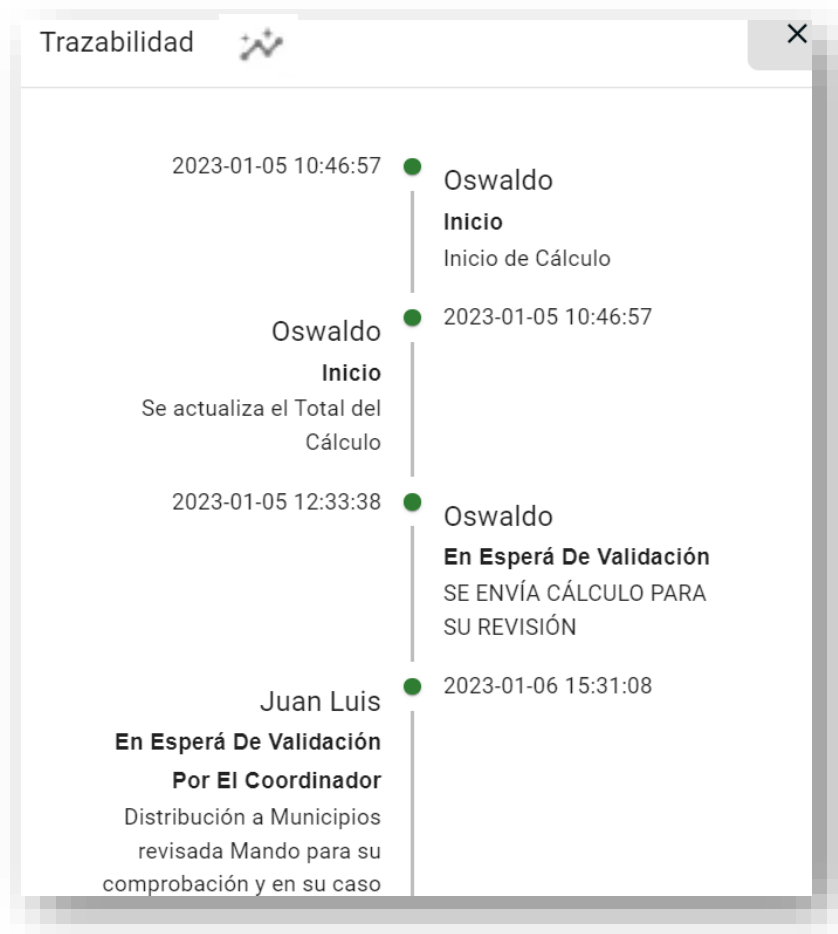 Trazabilidad
2023-01-05 10:46:57
Oswaldo
Inicio
Inicio de Cálculo
2023-01-05 10:46:57
Oswaldo
Inicio
Se actualiza el Total del
Cálculo
2023-01-05 12:33:38
Oswaldo
En Esperá De Validación
SE ENVÍA CÁLCULO PARA
SU REVISIÓN
2023-01-06 15:31:08
Juan Luis
En Esperá De Validación
Por El Coordinador
Distribución a Municipios
revisada Mando para su
comprobación y en su caso